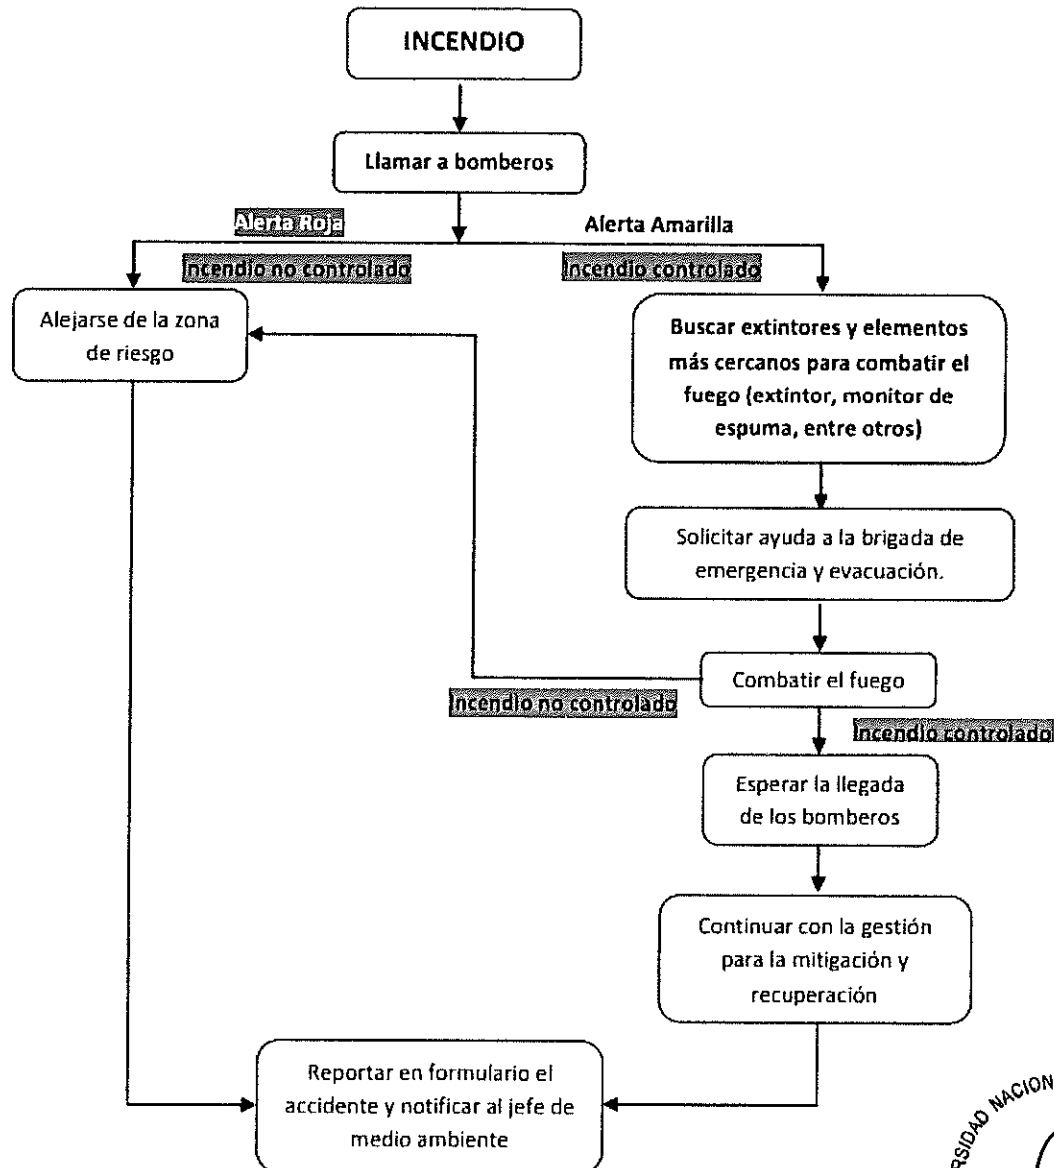 INCENDIO
Llamar a bomberos
Alerta Roja
Alerta Amarilla
Incendio no controlado
Incendio controlado
Alejarse de la zona
de riesgo
Buscar extintores y elementos
más cercanos para combatir el
fuego (extintor, monitor de
espuma, entre otros)
Solicitar ayuda a la brigada de
emergencia y evacuación.
Combatir el fuego
Incendio no controlado
Incendio controlado
Esperar la llegada
de los bomberos
Continuar con la gestión
para la mitigación y
recuperación
Reportar en formulario el
accidente y notificar al jefe de
medio ambiente